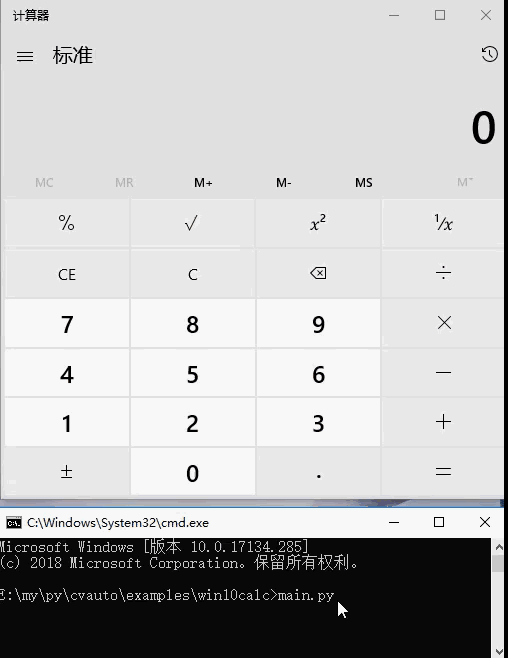 计算器
标准
0
MC MR M+ M- MS M˅
% √ x² ¹/x
CE C ÷
7 8 9 ×
4 5 6 −
1 2 3 +
± 0 . =
C:\Windows\System32\cmd.exe
Microsoft Windows [版本 10.0.17134.285]
(c) 2018 Microsoft Corporation。保留所有权利。
E:\my\py\cvauto\examples\win10calc>main.py